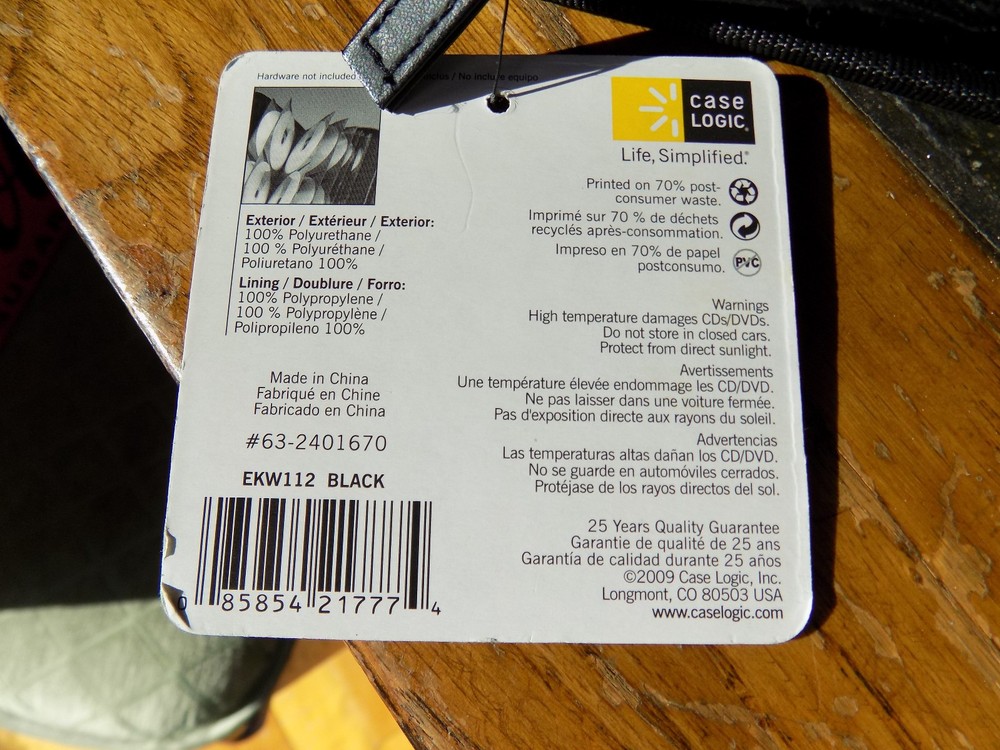 Hardware not included
/ No incluye equipo
case
LOGIC®
Life, Simplified.®
Printed on 70% post-
consumer waste.
Imprimé sur 70 % de déchets
recyclés après-consommation.
Impreso en 70% de papel
postconsumo.
PVC
Exterior / Extérieur / Exterior:
100% Polyurethane /
100 % Polyuréthane /
Poliuretano 100%
Lining / Doublure / Forro:
100% Polypropylene /
100 % Polypropylène /
Polipropileno 100%
Made in China
Fabriqué en Chine
Fabricado en China
#63-2401670
EKW112 BLACK
0 85854 21777 4
Warnings
High temperature damages CDs/DVDs.
Do not store in closed cars.
Protect from direct sunlight.
Avertissements
Une température élevée endommage les CD/DVD.
Ne pas laisser dans une voiture fermée.
Pas d'exposition directe aux rayons du soleil.
Advertencias
Las temperaturas altas dañan los CD/DVD.
No se guarde en automóviles cerrados.
Protéjase de los rayos directos del sol.
25 Years Quality Guarantee
Garantie de qualité de 25 ans
Garantía de calidad durante 25 años
©2009 Case Logic, Inc.
Longmont, CO 80503 USA
www.caselogic.com